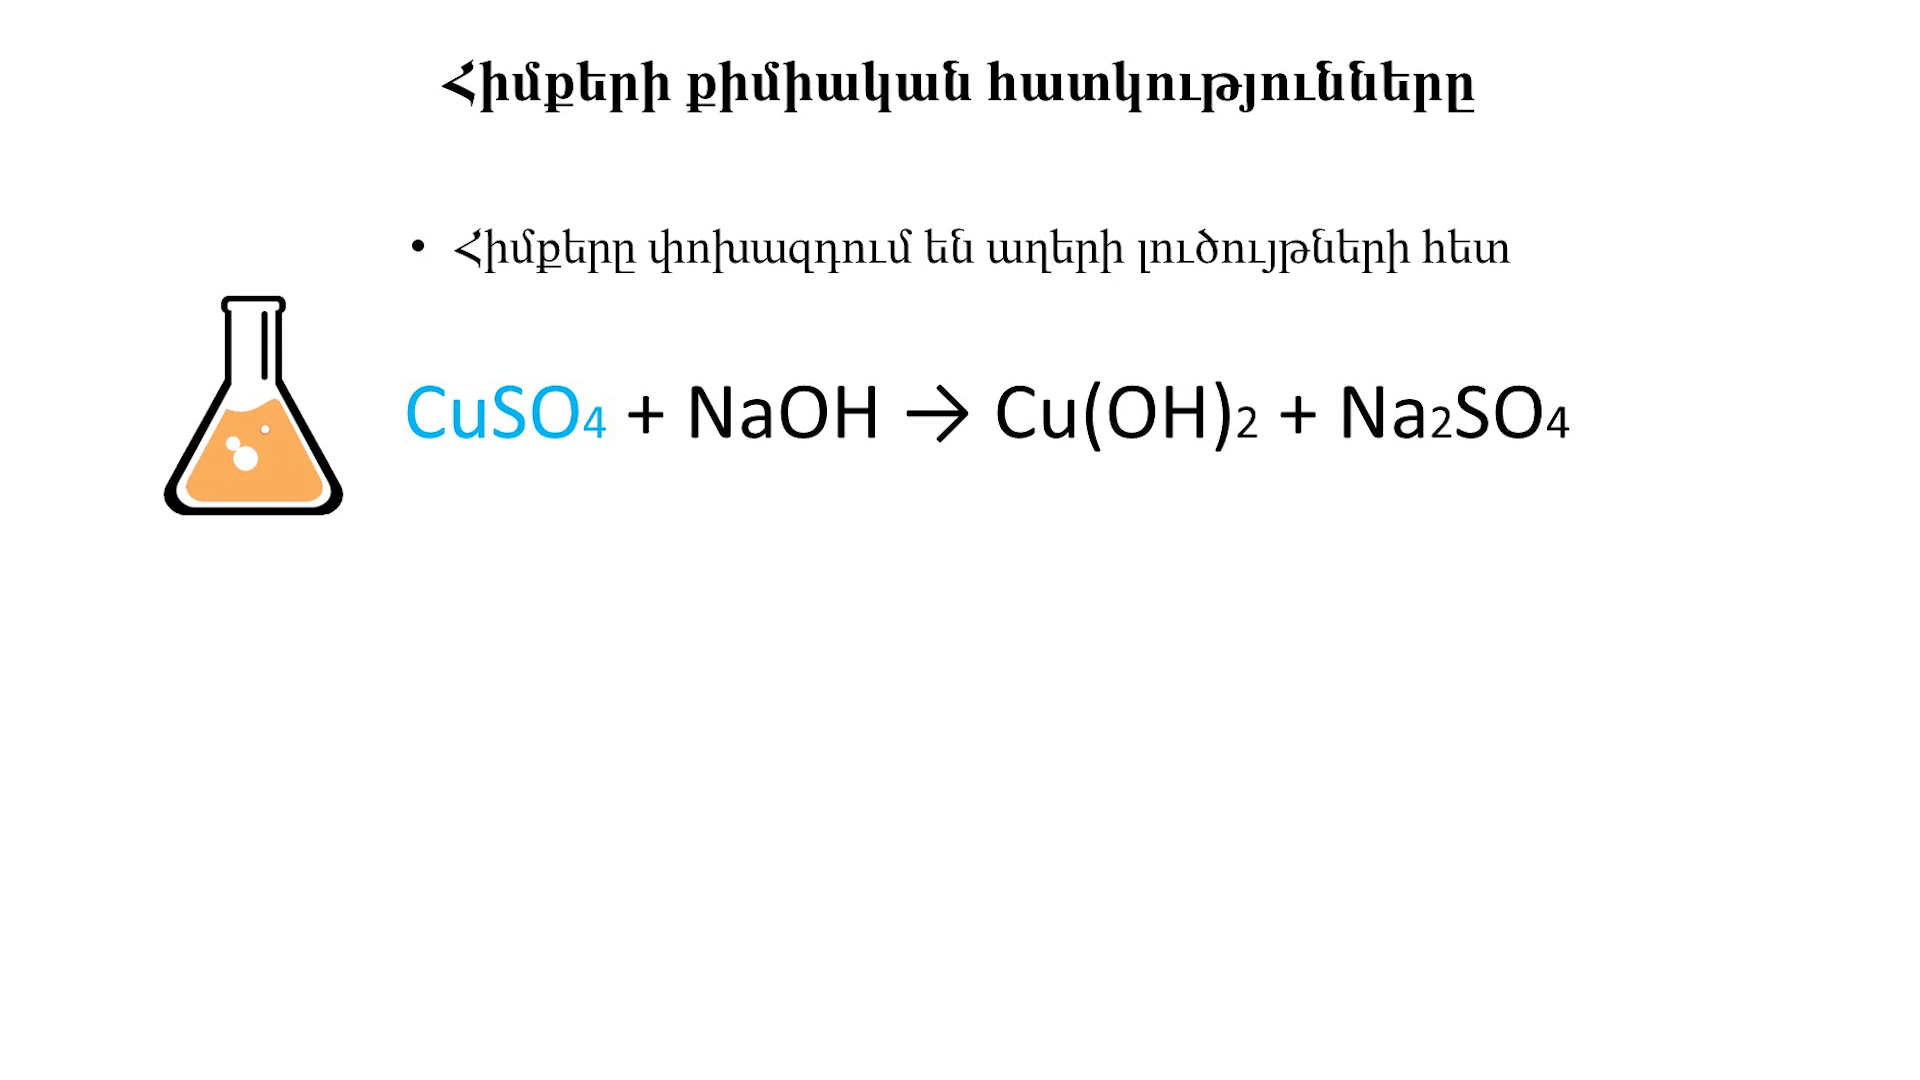 Հիմքերի քիմիական հատկությունները
• Հիմքերը փոխազդում են աղերի լուծույթների հետ
CuSO₄ + NaOH → Cu(OH)₂ + Na₂SO₄